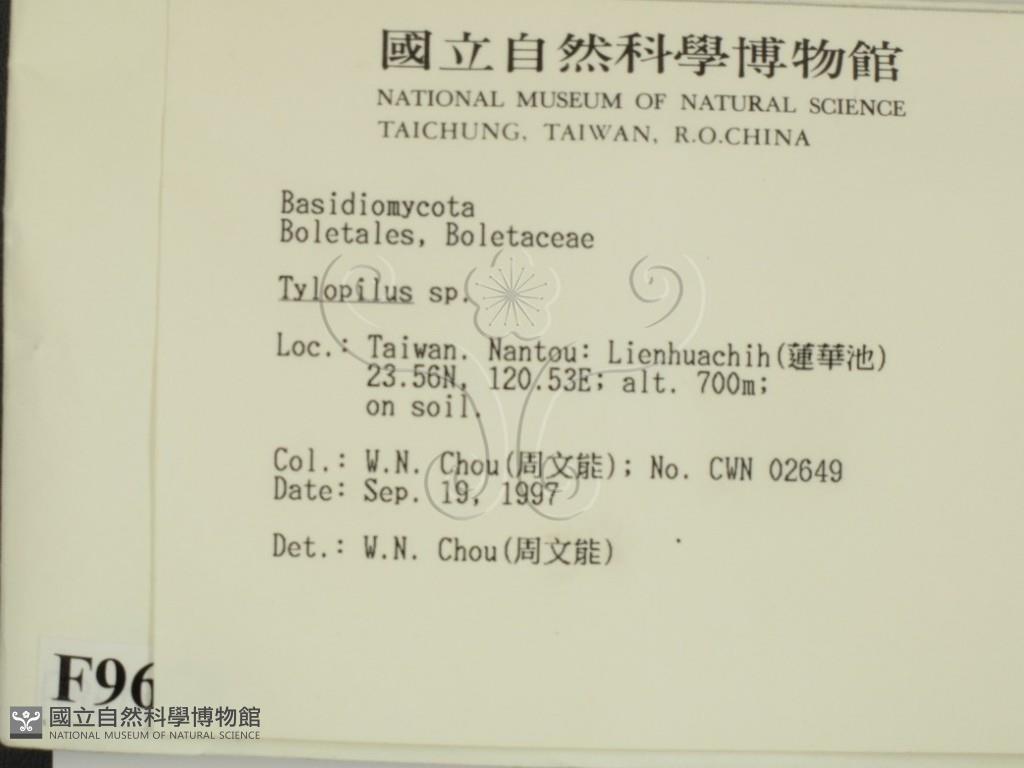 國立自然科學博物館
NATIONAL MUSEUM OF NATURAL SCIENCE
TAICHUNG, TAIWAN, R.O.CHINA
Basidiomycota
Boletales, Boletaceae
Tylopilus sp.
Loc.: Taiwan. Nantou: Lienhuachih(蓮華池)
23.56N, 120.53E; alt. 700m;
on soil.
Col.: W.N. Chou(周文能); No. CWN 02649
Date: Sep. 19, 1997
Det.: W.N. Chou(周文能)
F96
國立自然科學博物館
NATIONAL MUSEUM OF NATURAL SCIENCE